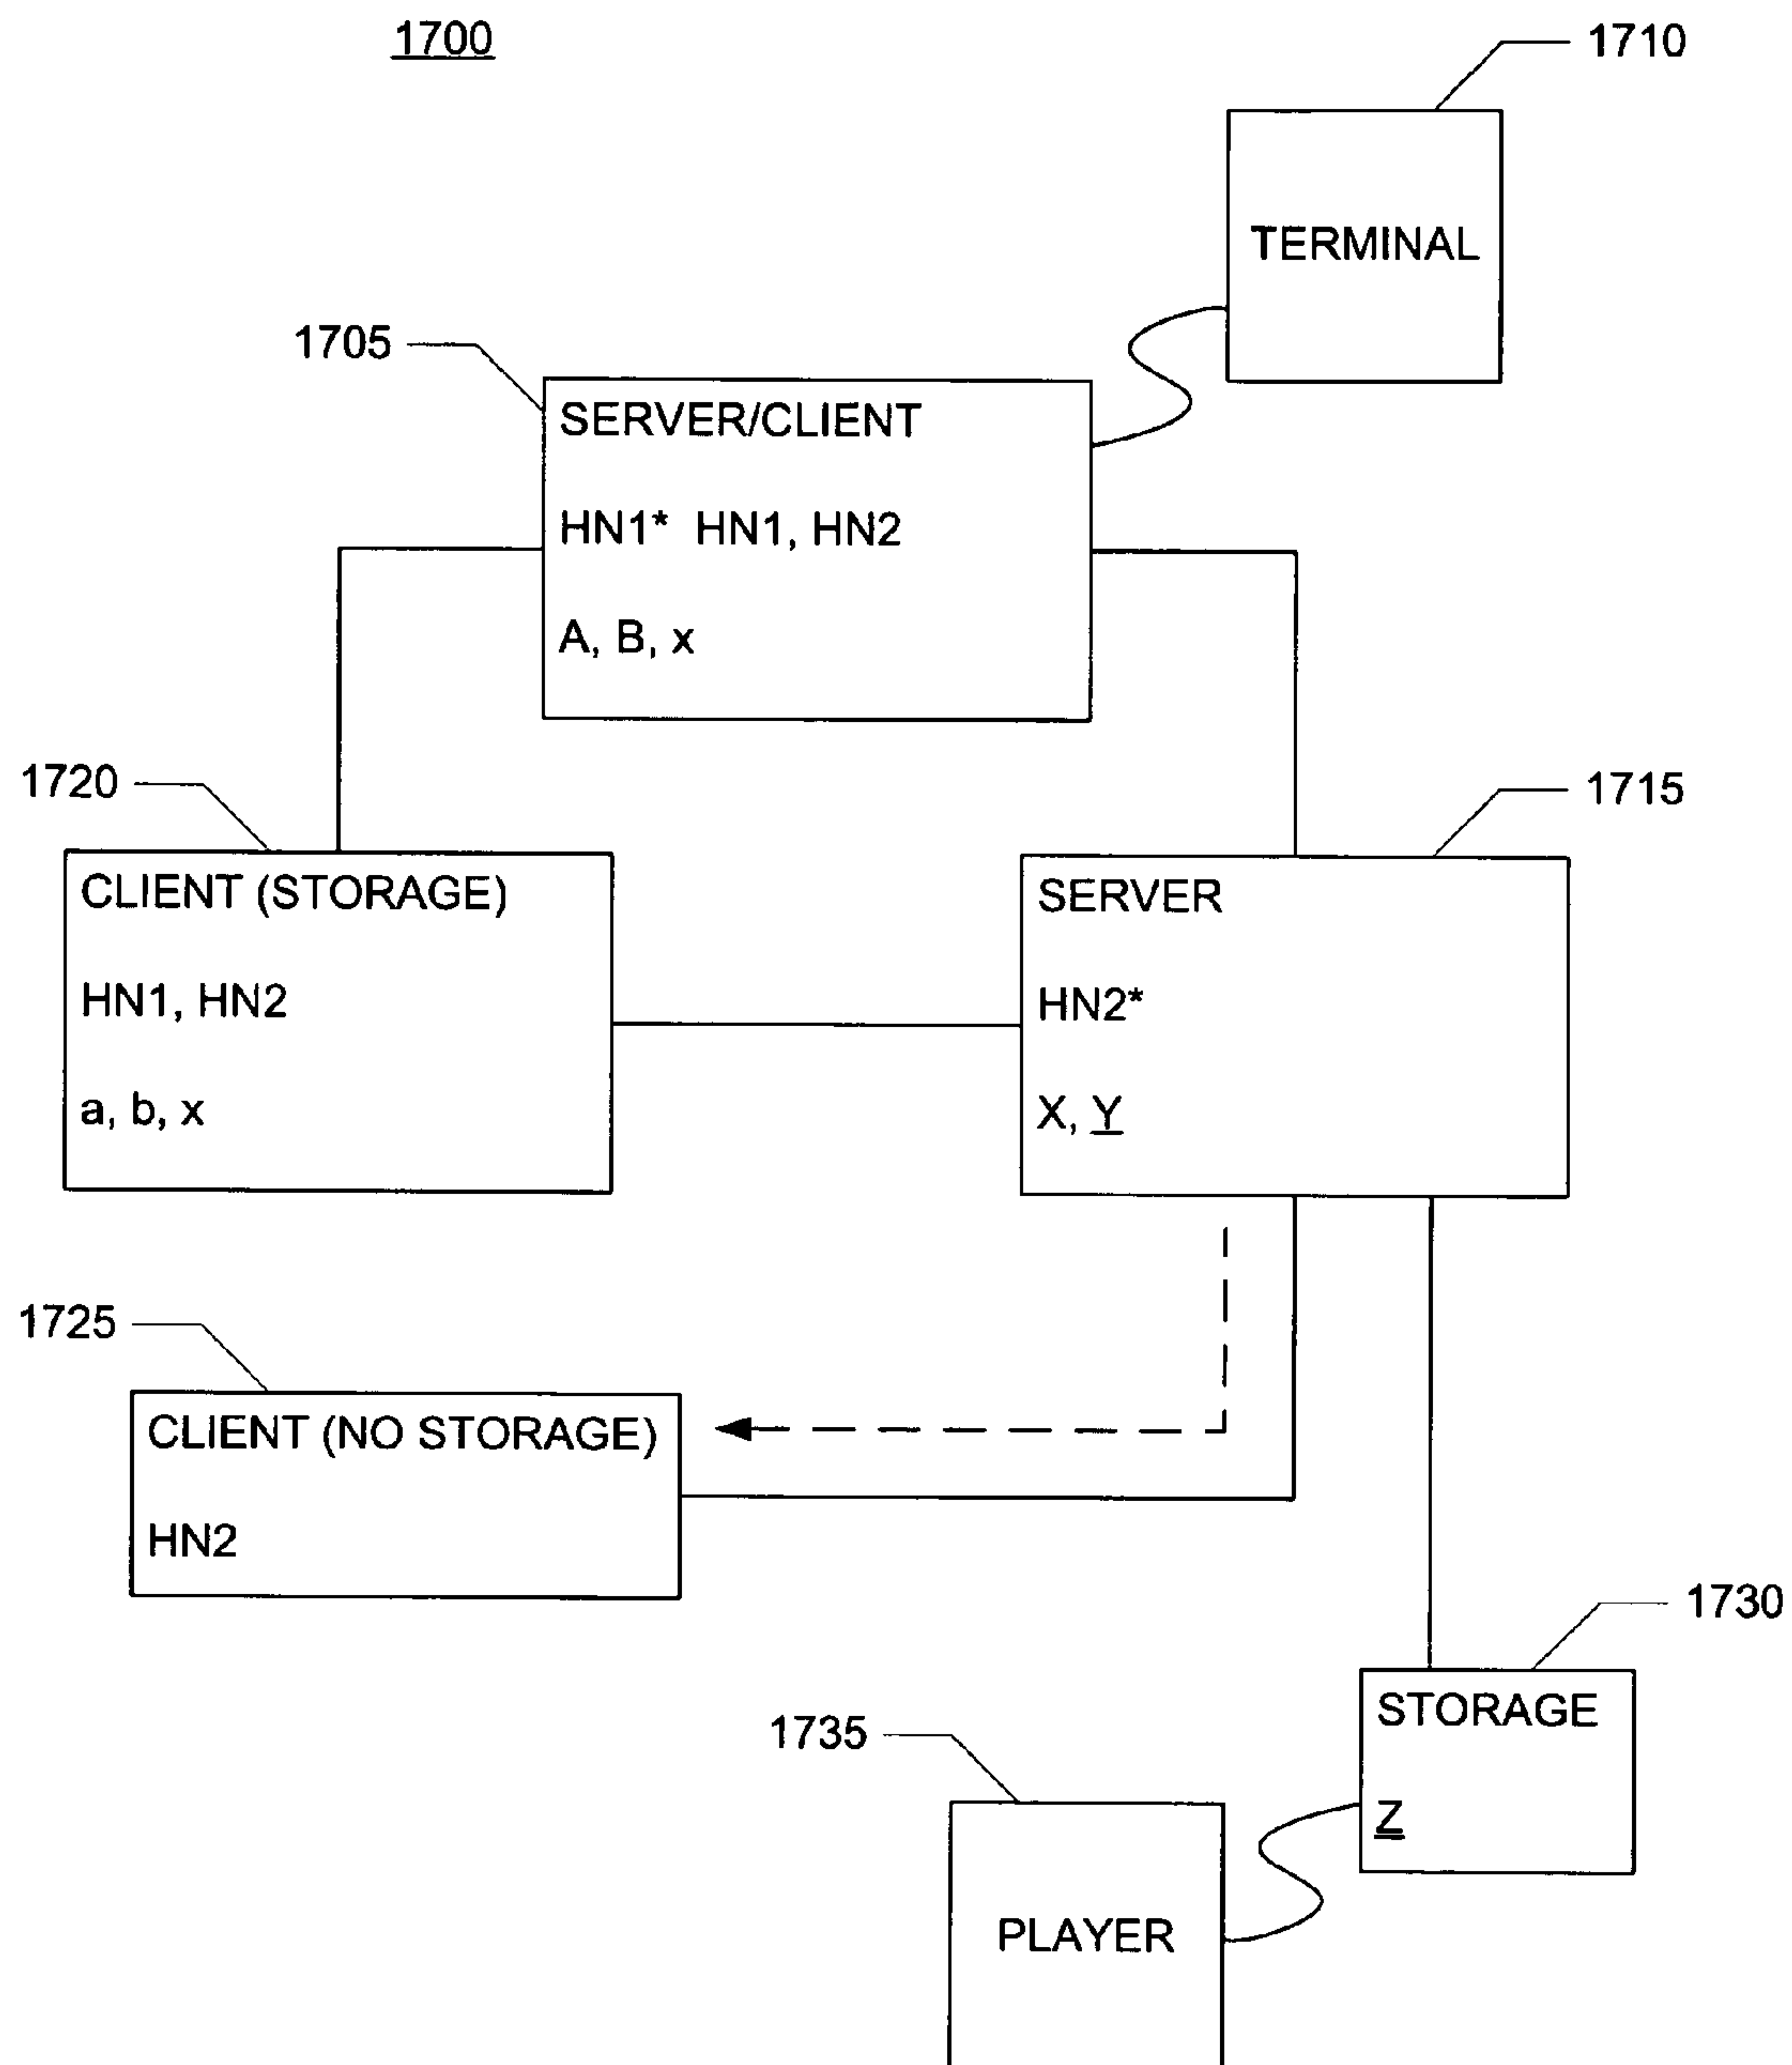 1700
1710
TERMINAL
1705
SERVER/CLIENT
HN1* HN1, HN2
A, B, x
1720
CLIENT (STORAGE)
HN1, HN2
a, b, x
1715
SERVER
HN2*
X, Y
1725
CLIENT (NO STORAGE)
HN2
1730
STORAGE
Z
1735
PLAYER